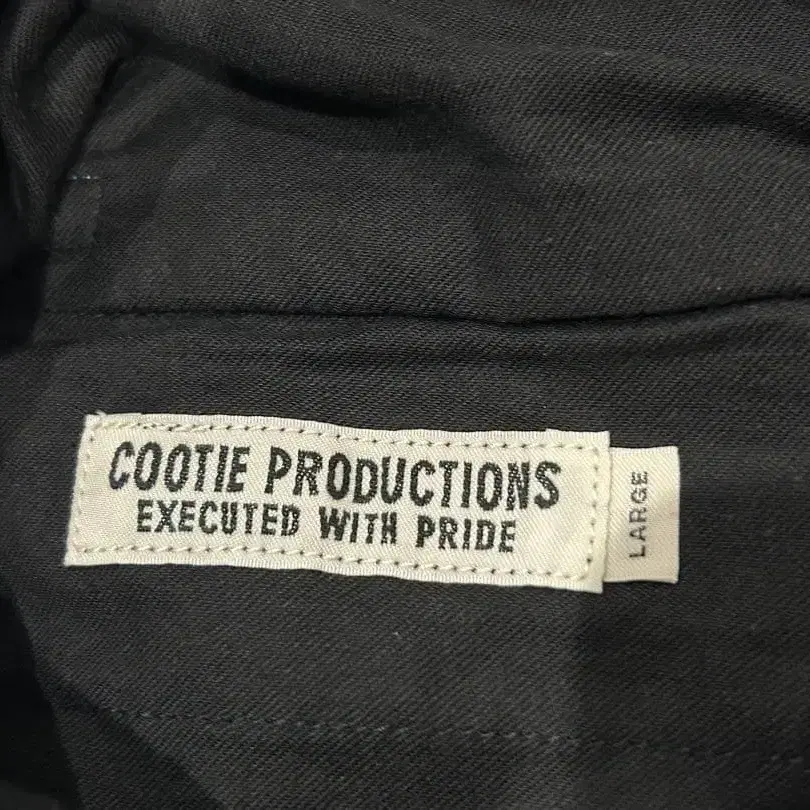 COOTIE PRODUCTIONS
EXECUTED WITH PRIDE
LARGE